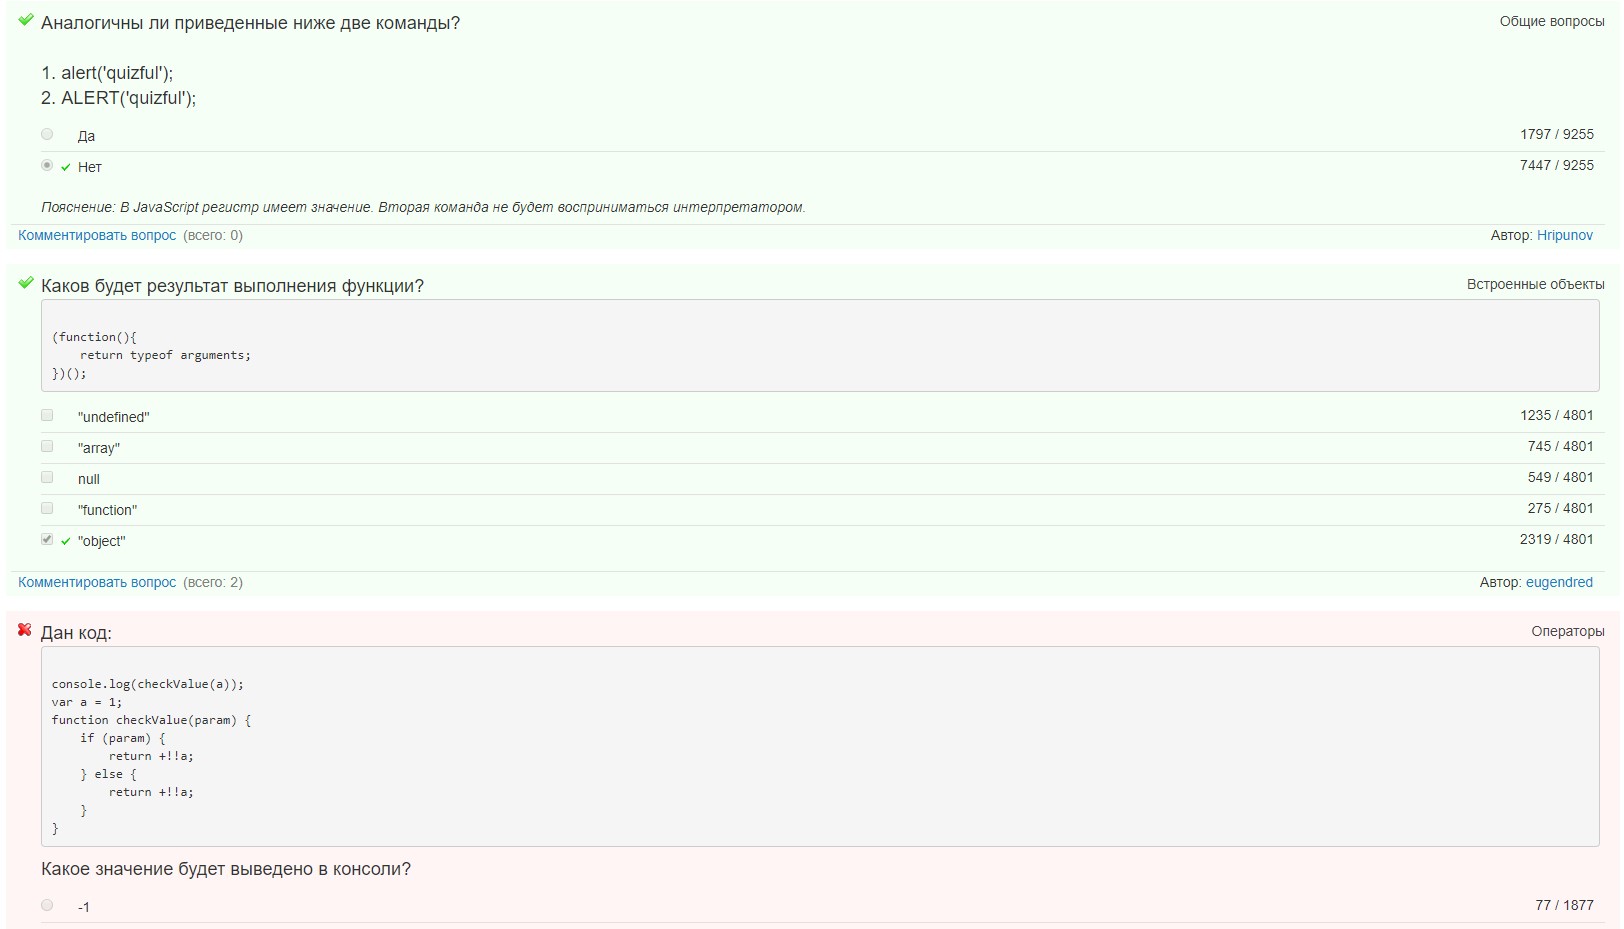 Аналогичны ли приведенные ниже две команды?
Общие вопросы
1. alert('quizful');
2. ALERT('quizful');
Да
1797 / 9255
Нет
7447 / 9255
Пояснение: В JavaScript регистр имеет значение. Вторая команда не будет восприниматься интерпретатором.
Комментировать вопрос (всего: 0)
Автор: Hripunov
Каков будет результат выполнения функции?
Встроенные объекты
(function(){
    return typeof arguments;
})();
"undefined"
1235 / 4801
"array"
745 / 4801
null
549 / 4801
"function"
275 / 4801
"object"
2319 / 4801
Комментировать вопрос (всего: 2)
Автор: eugendred
Дан код:
Операторы
console.log(checkValue(a));
var a = 1;
function checkValue(param) {
    if (param) {
        return +!!a;
    } else {
        return +!!a;
    }
}
Какое значение будет выведено в консоли?
-1
77 / 1877